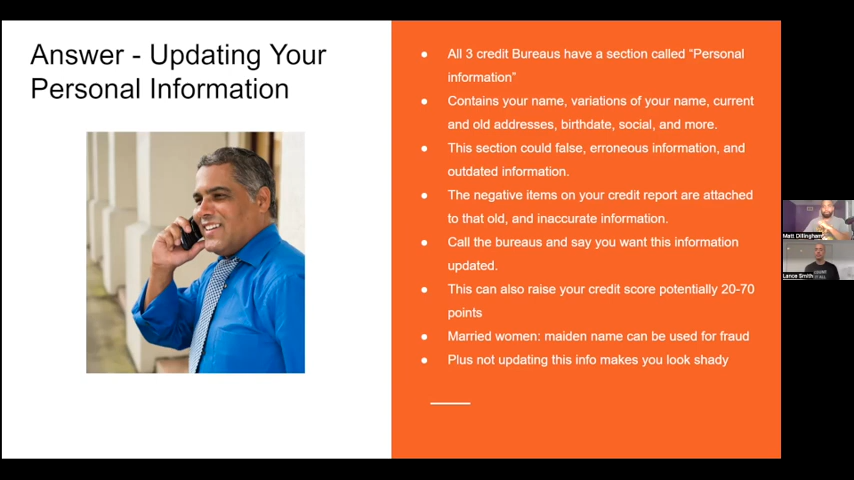 Answer - Updating Your
Personal Information
● All 3 credit Bureaus have a section called “Personal
information”
● Contains your name, variations of your name, current
and old addresses, birthdate, social, and more.
● This section could false, erroneous information, and
outdated information.
● The negative items on your credit report are attached
to that old, and inaccurate information.
● Call the bureaus and say you want this information
updated.
● This can also raise your credit score potentially 20-70
points
● Married women: maiden name can be used for fraud
● Plus not updating this info makes you look shady
Matt Dillingham
Lance Smith